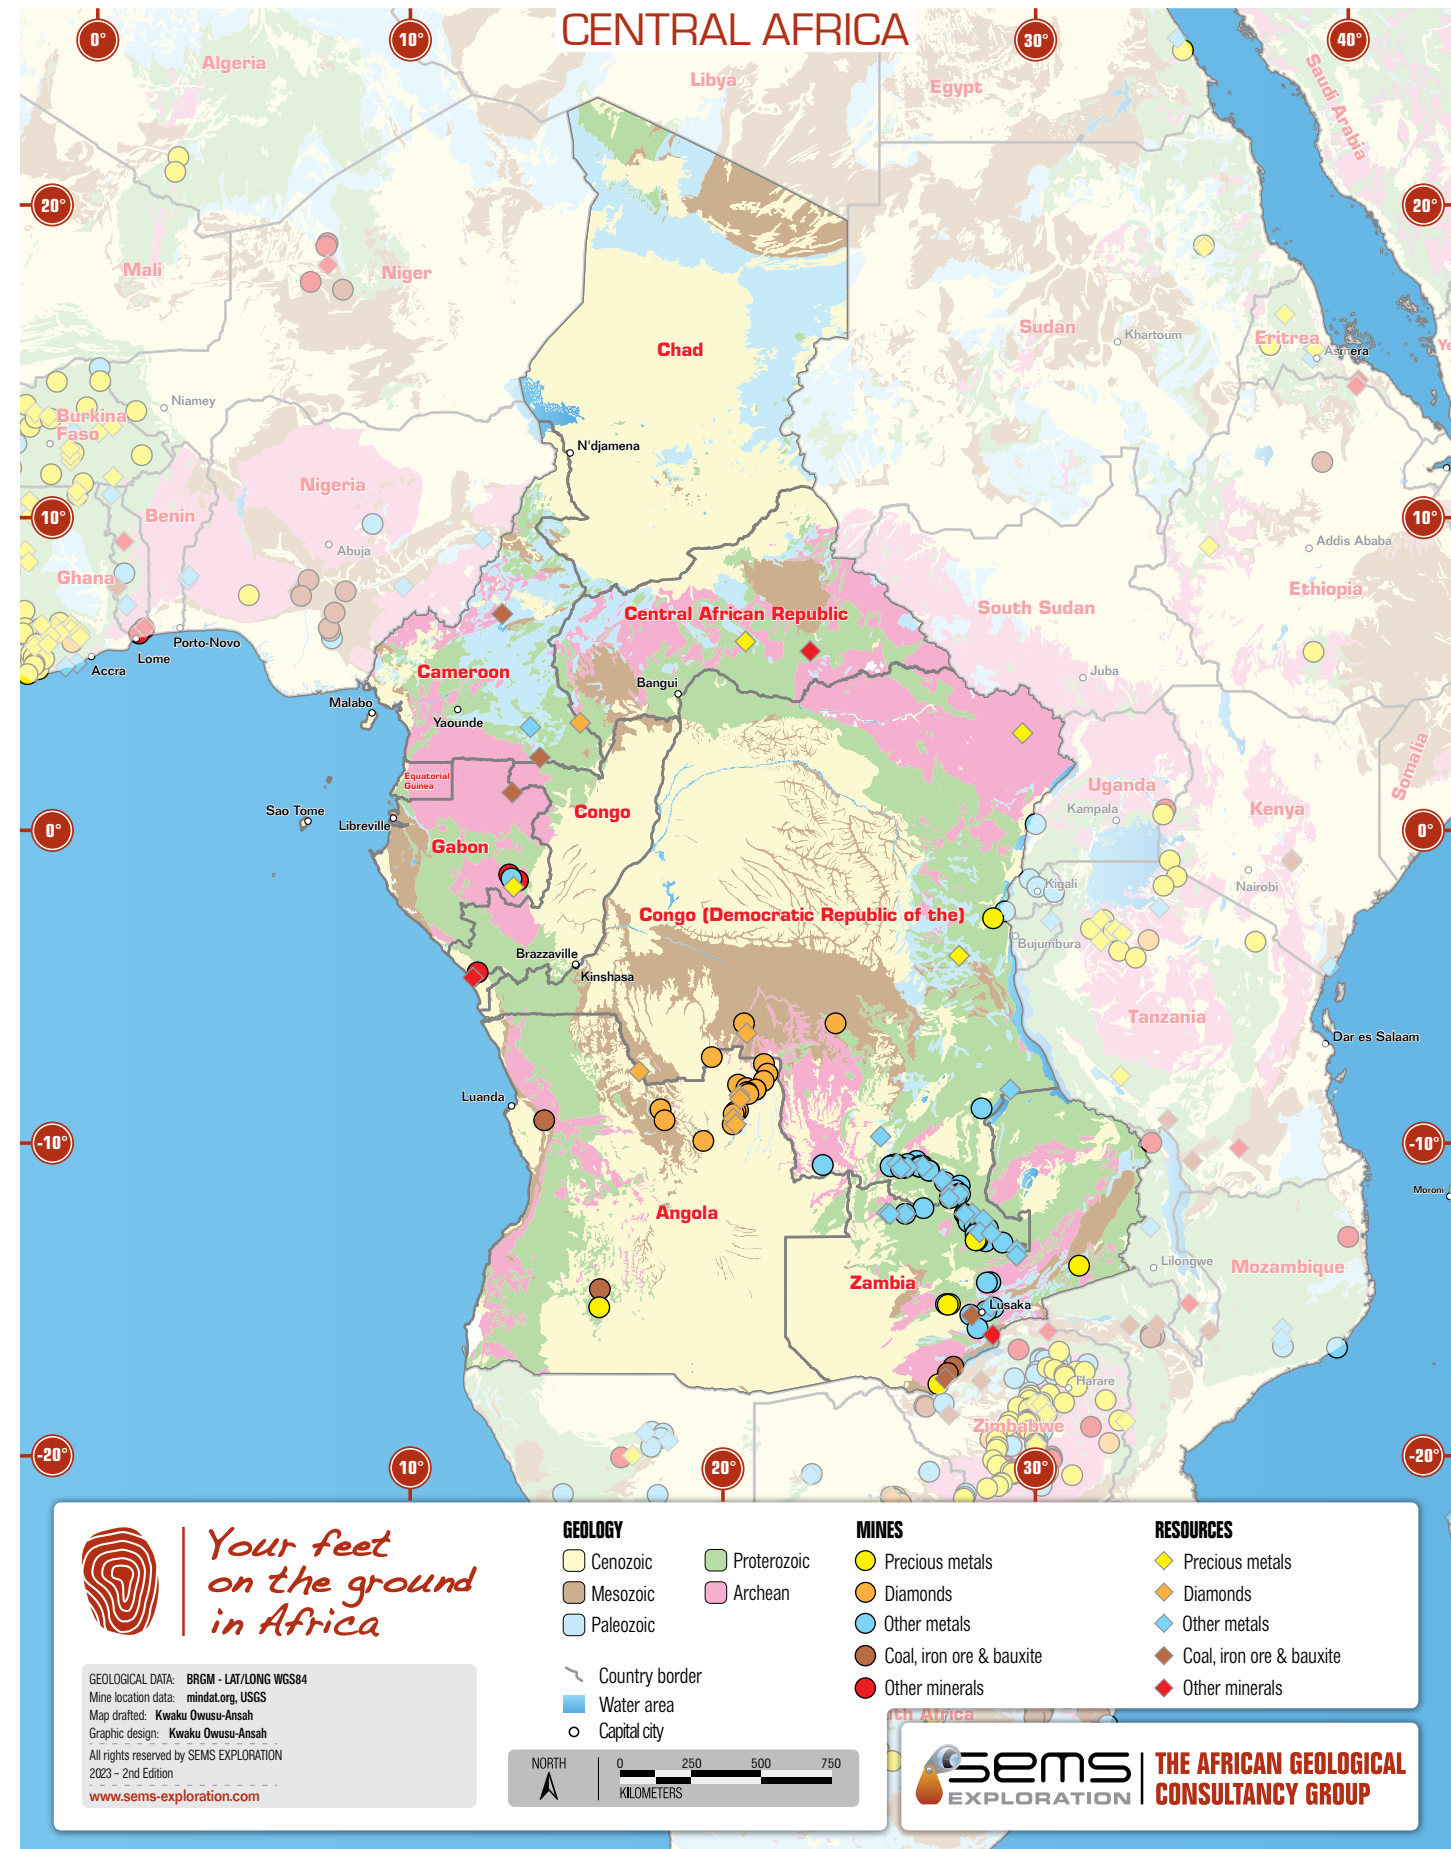 CENTRAL AFRICA
0°
10°
30°
40°
Algeria
Libya
Egypt
Saudi Arabia
20°
20°
Mali
Niger
Chad
Sudan
Khartoum
Eritrea
Asmera
Ye
Niamey
Burkina
Faso
N'djamena
Nigeria
Benin
10°
10°
Abuja
Addis Ababa
Ghana
Ethiopia
Central African Republic
South Sudan
Porto-Novo
Lome
Accra
Cameroon
Bangui
Juba
Malabo
Yaounde
Somalia
Equatorial
Guinea
Uganda
Kampala
Kenya
Sao Tome
Libreville
Congo
0°
0°
Gabon
Kigali
Nairobi
Congo (Democratic Republic of the)
Bujumbura
Brazzaville
Kinshasa
Tanzania
Dar es Salaam
Luanda
-10°
-10°
Moroni
Angola
Lilongwe
Mozambique
Zambia
Lusaka
Harare
Zimbabwe
-20°
-20°
10°
20°
30°
Your feet
on the ground
in Africa
GEOLOGICAL DATA: BRGM - LAT/LONG WGS84
Mine location data: mindat.org, USGS
Map drafted: Kwaku Owusu-Ansah
Graphic design: Kwaku Owusu-Ansah
All rights reserved by SEMS EXPLORATION
2023 – 2nd Edition
www.sems-exploration.com
GEOLOGY
Cenozoic
Mesozoic
Paleozoic
Proterozoic
Archean
Country border
Water area
Capital city
MINES
Precious metals
Diamonds
Other metals
Coal, iron ore & bauxite
Other minerals
RESOURCES
Precious metals
Diamonds
Other metals
Coal, iron ore & bauxite
Other minerals
NORTH
0 250 500 750
KILOMETERS
th Africa
sems
EXPLORATION
THE AFRICAN GEOLOGICAL
CONSULTANCY GROUP